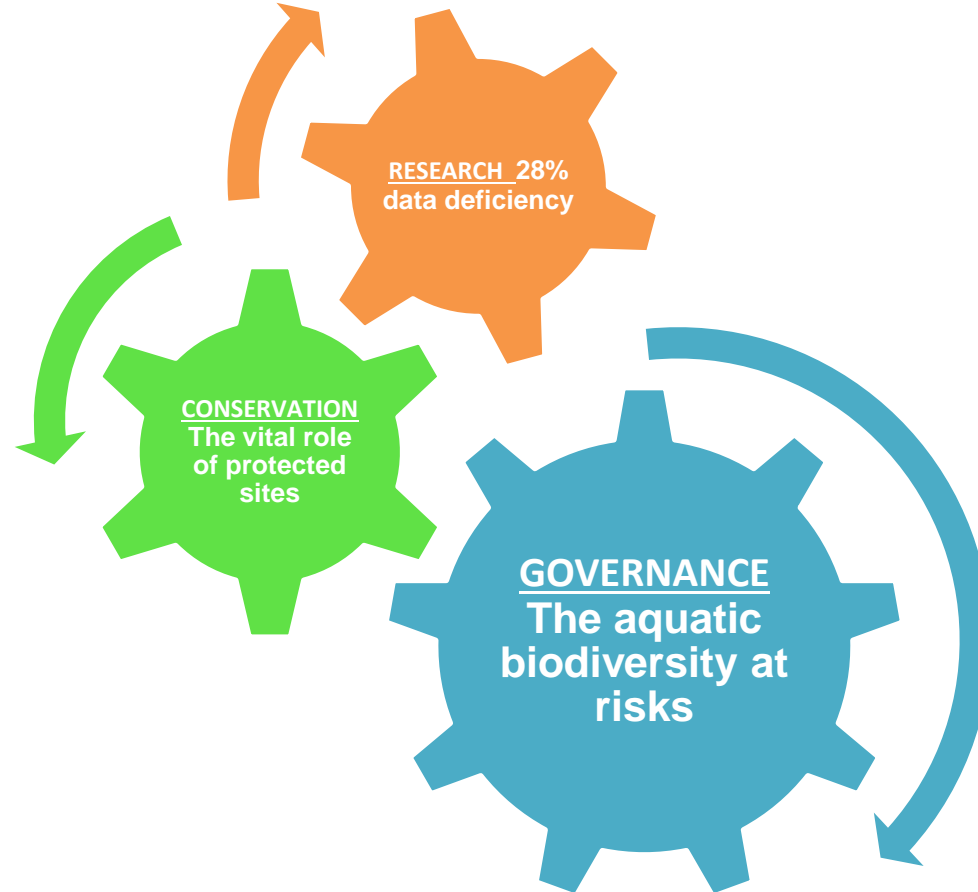 RESEARCH 28%
data deficiency
CONSERVATION
The vital role
of protected
sites
GOVERNANCE
The aquatic
biodiversity at
risks